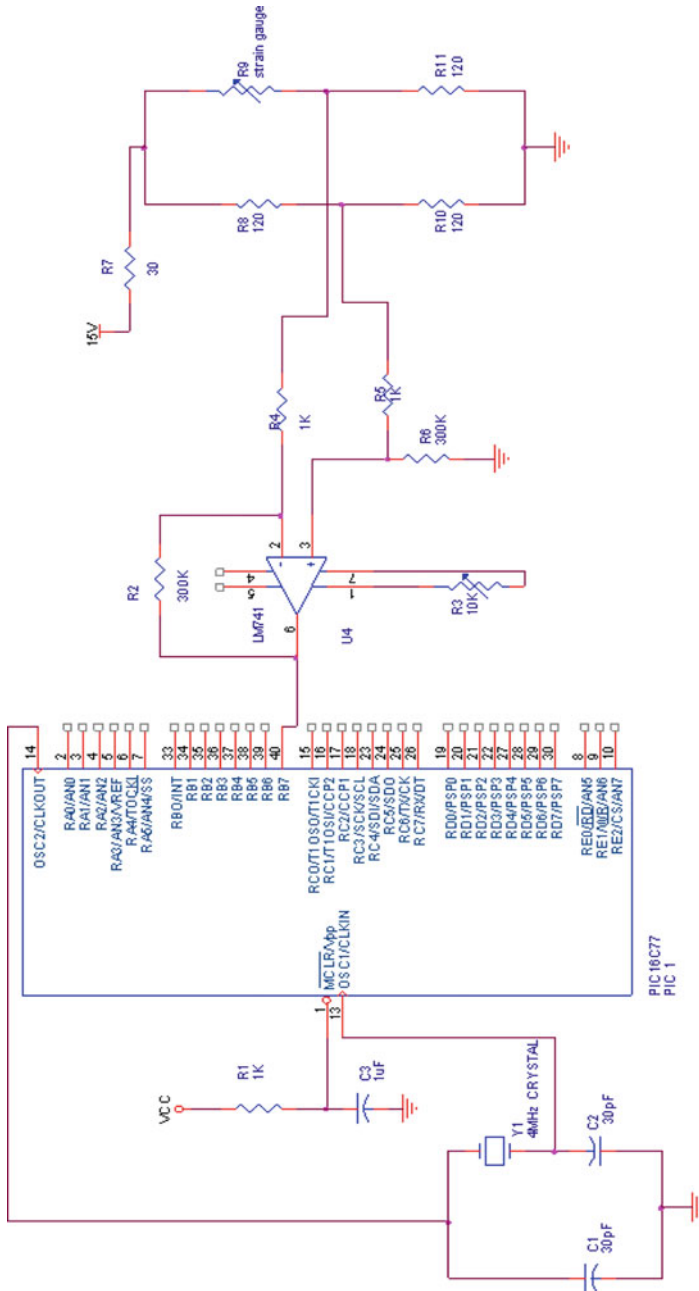 R9
strain gauge
R11
120
R8
120
R10
120
R7
30
15V
R4
1K
R5
1K
R6
300K
R2
300K
LM741
2
3
4
5
6
7
1
-
+
U4
R3
10K
14
OSC2/CLKOUT
2
RA0/AN0
3
RA1/AN1
4
RA2/AN2
5
RA3/AN3/VREF
6
RA4/TOCKI
7
RA5/AN4/SS
33
RB0/INT
34
RB1
35
RB2
36
RB3
37
RB4
38
RB5
39
RB6
40
RB7
15
RC0/T1OSO/T1CKI
16
RC1/T1OSI/CCP2
17
RC2/CCP1
18
RC3/SCK/SCL
23
RC4/SDI/SDA
24
RC5/SDO
25
RC6/TX/CK
26
RC7/RX/DT
19
RD0/PSP0
20
RD1/PSP1
21
RD2/PSP2
22
RD3/PSP3
27
RD4/PSP4
28
RD5/PSP5
29
RD6/PSP6
30
RD7/PSP7
8
RE0/RD/AN5
9
RE1/WR/AN6
10
RE2/CS/AN7
MCLR/Vpp
OSC1/CLKIN
1
13
PIC16C77
PIC 1
VCC
R1
1K
C3
1uF
Y1
4MHz CRYSTAL
C2
30pF
C1
30pF